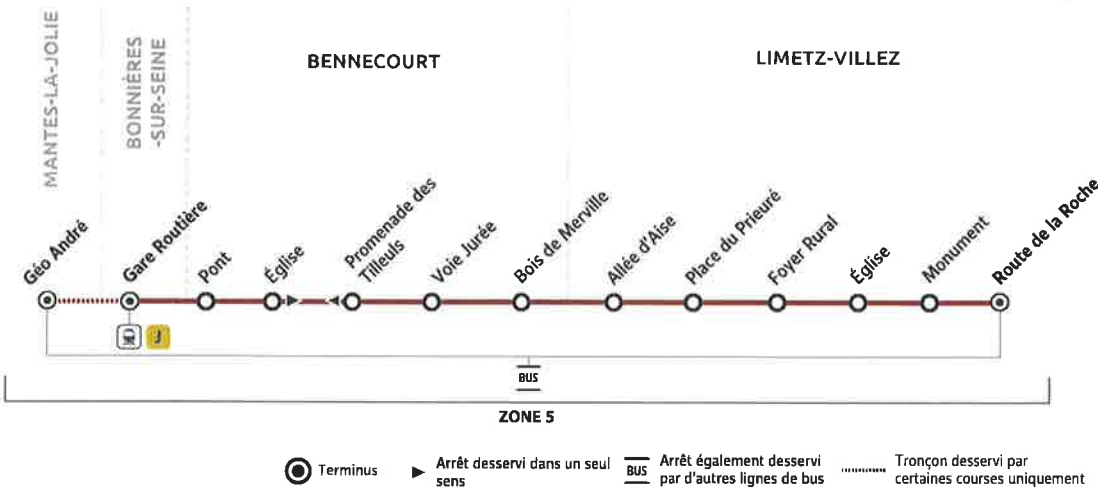 MANTES-LA-JOLIE
BONNIÈRES
-SUR-SEINE
BENNECOURT
LIMETZ-VILLEZ
Géo André
Gare Routière
Pont
Église
Promenade des
Tilleuls
Voie Jurée
Bois de Merville
Allée d'Aise
Place du Prieuré
Foyer Rural
Église
Monument
Route de la Roche
J
BUS
ZONE 5
Terminus
Arrêt desservi dans un seul
sens
BUS
Arrêt également desservi
par d'autres lignes de bus
Tronçon desservi par
certaines courses uniquement